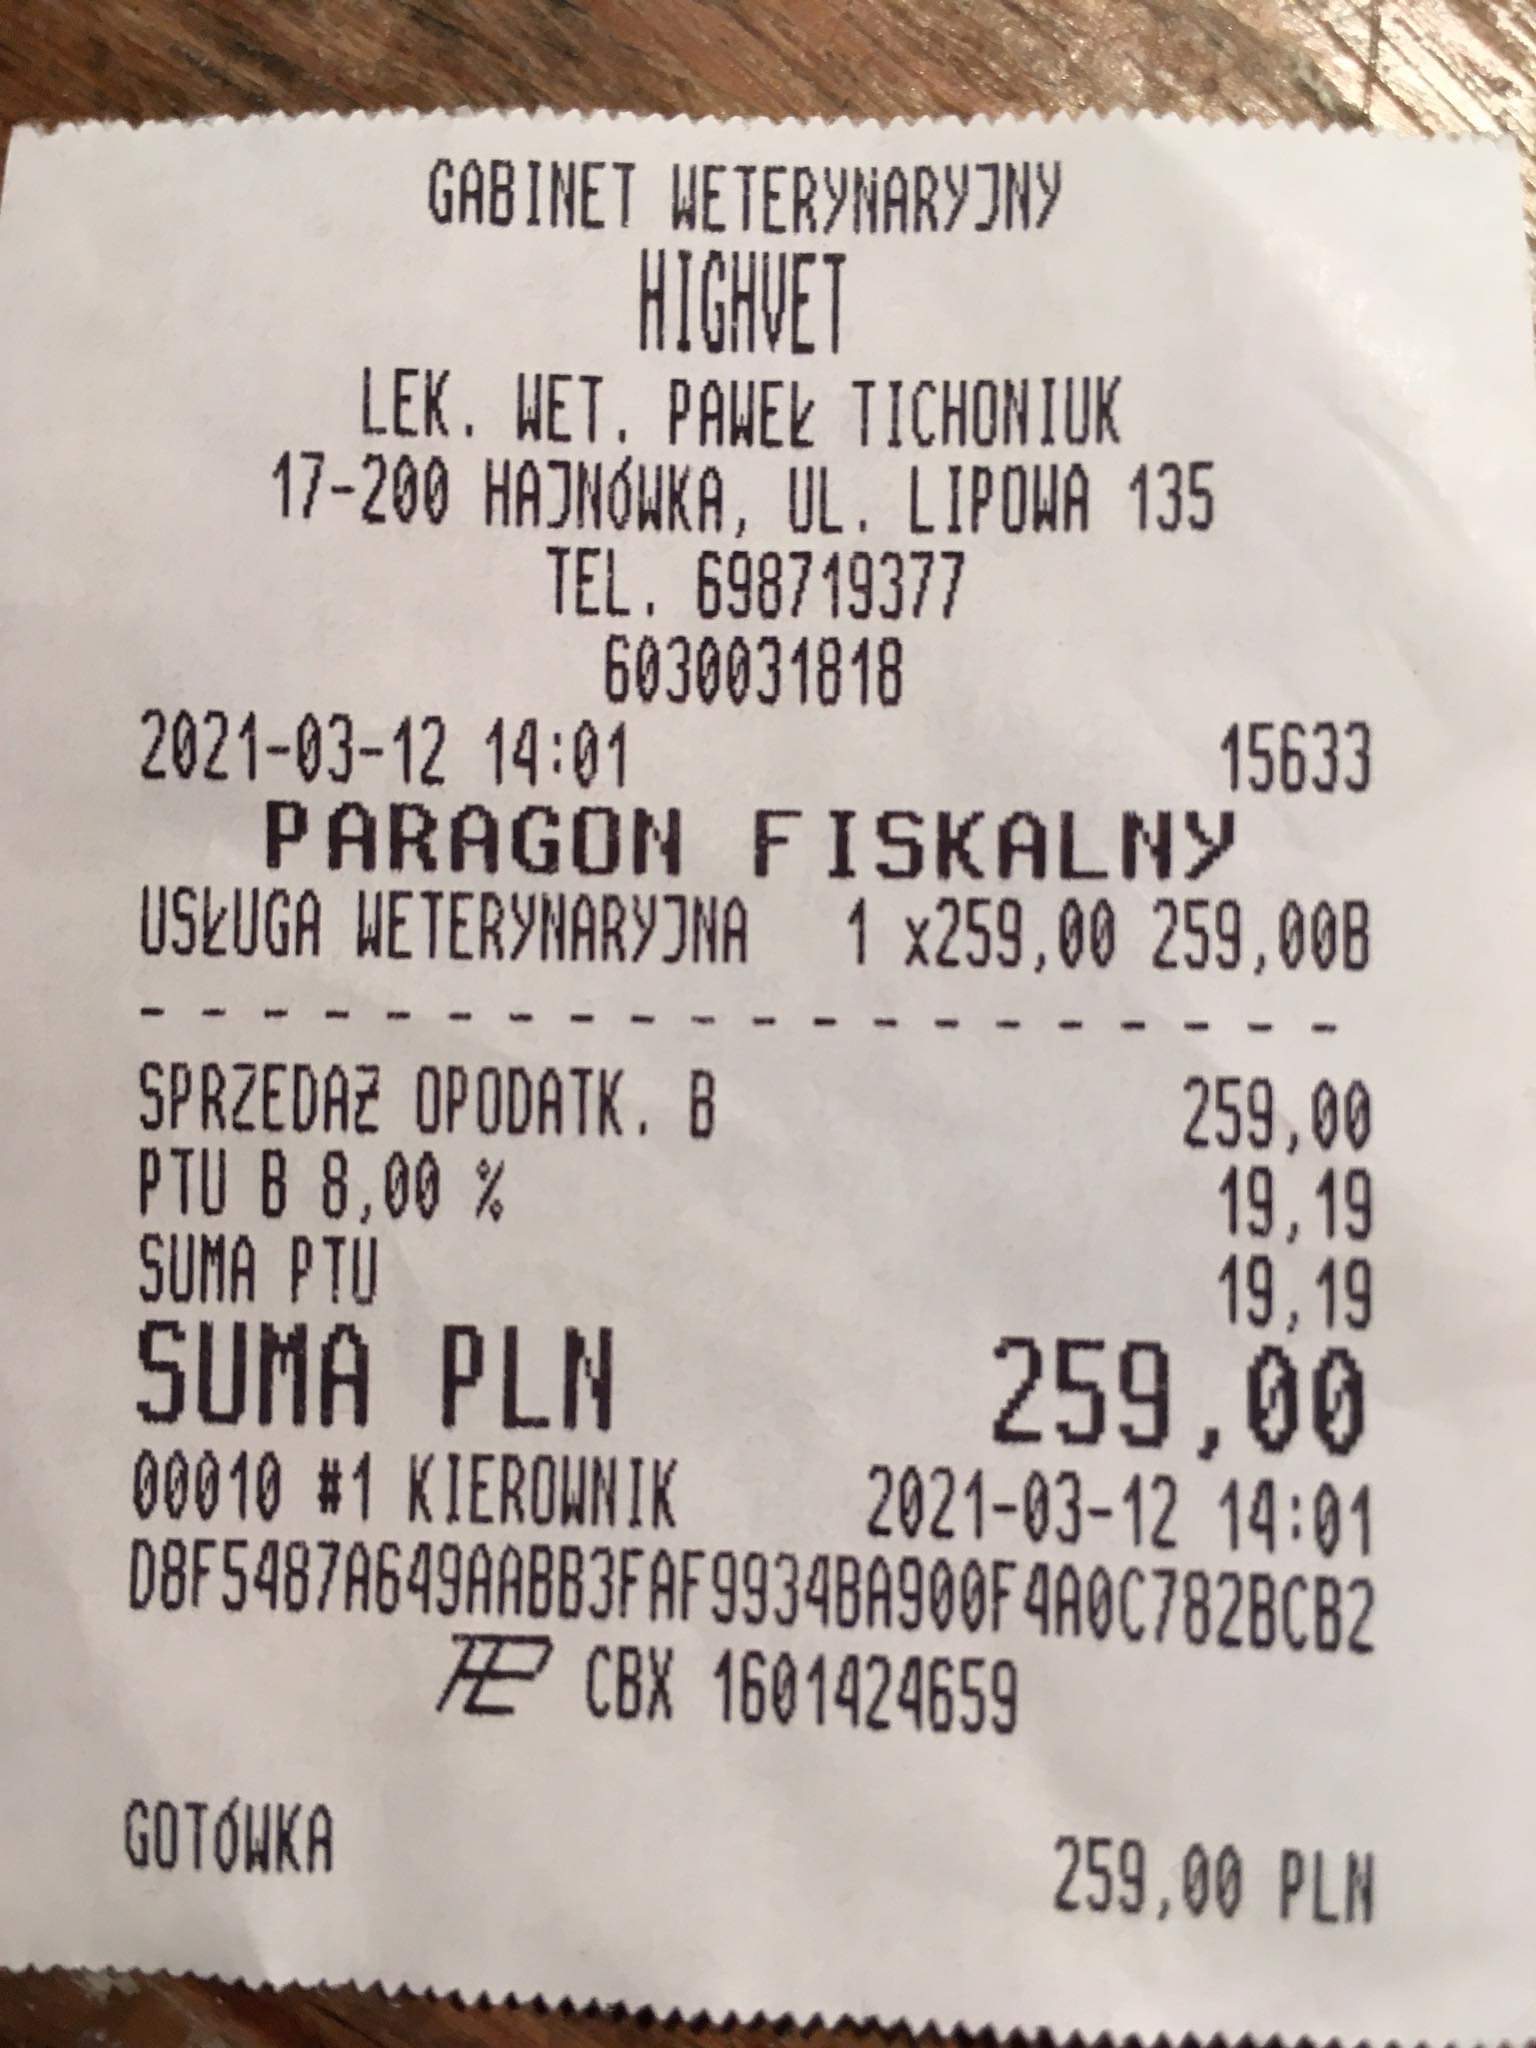 GABINET WETERYNARYJNY
HIGHVET
LEK. WET. PAWEŁ TICHONIUK
17-200 HAJNÓWKA, UL. LIPOWA 135
TEL. 698719377
6030031818
2021-03-12 14:01 15633
PARAGON FISKALNY
USŁUGA WETERYNARYJNA 1 x259,00 259,00B
- - - - - - - - - - - - - - - - - - - -
SPRZEDAŻ OPODATK. B 259,00
PTU B 8,00 % 19,19
SUMA PTU 19,19
SUMA PLN 259,00
00010 #1 KIEROWNIK 2021-03-12 14:01
D8F5487A649AABB3FAF9934BA900F4A0C782BCB2
PL CBX 1601424659
GOTÓWKA 259,00 PLN